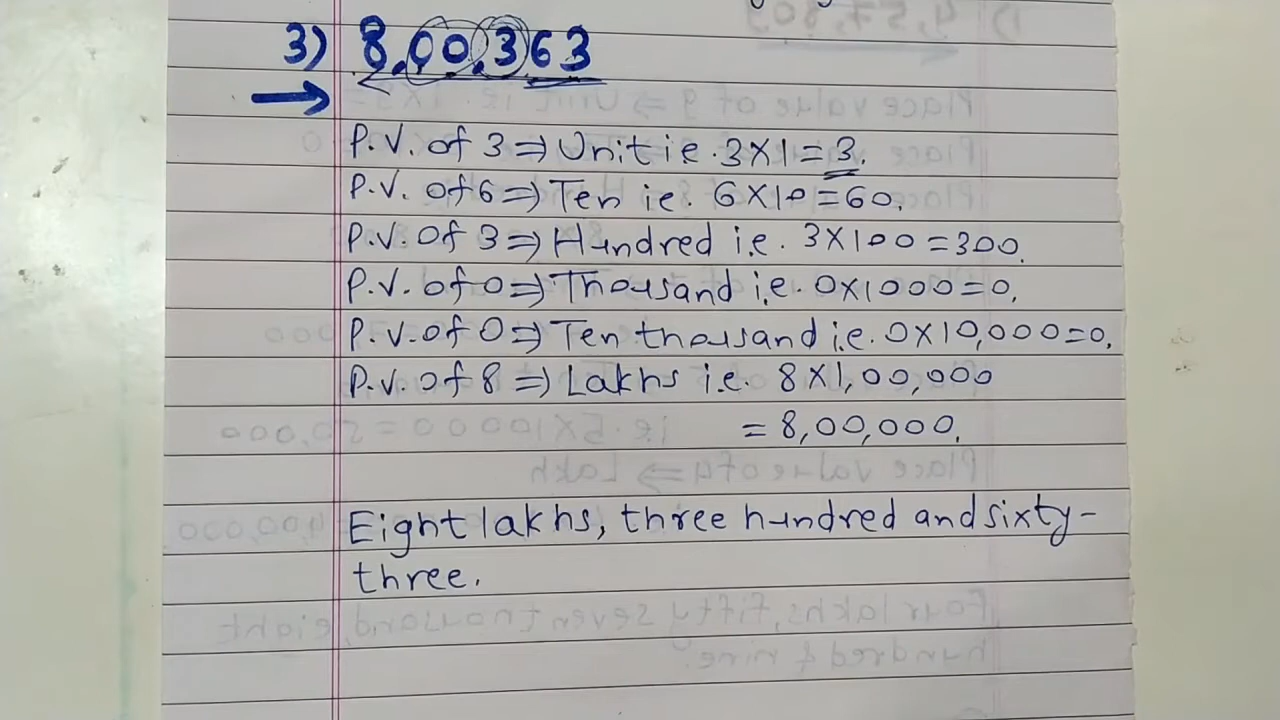 3) 8,00,363
P.V. of 3 ⇒ Unit i.e. 3×1=3.
P.V. of 6 ⇒ Ten i.e. 6×10=60.
P.V. of 3 ⇒ Hundred i.e. 3×100=300.
P.V. of 0 ⇒ Thousand i.e. 0×1000=0.
P.V. of 0 ⇒ Ten thousand i.e. 0×10,000=0.
P.V. of 8 ⇒ Lakhs i.e. 8×1,00,000
= 8,00,000.
Eight lakhs, three hundred and sixty-
three.